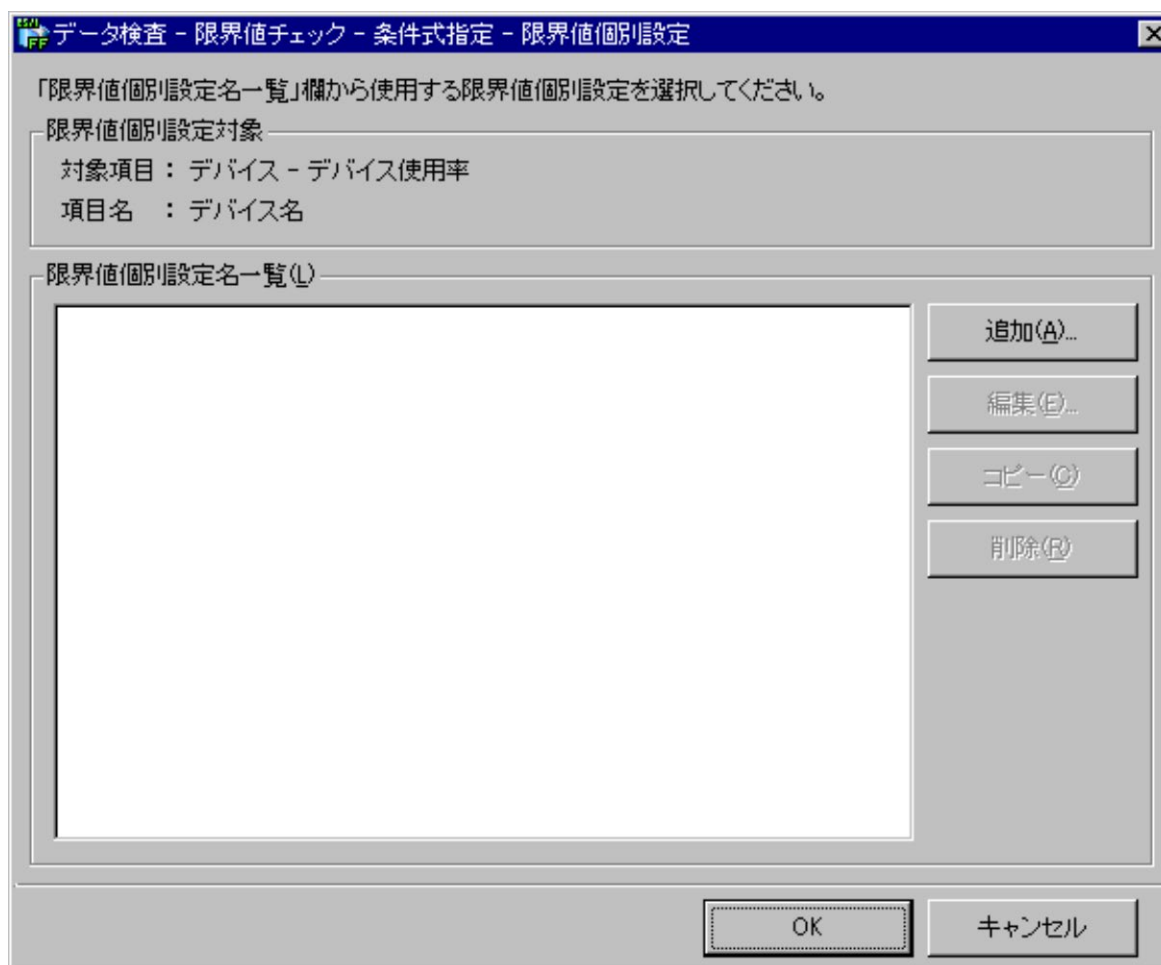 データ検査 - 限界値チェック - 条件式指定 - 限界値個別設定
「限界値個別設定名一覧」欄から使用する限界値個別設定を選択してください。
限界値個別設定対象
対象項目 : デバイス - デバイス使用率
項目名 : デバイス名
限界値個別設定名一覧(L)
追加(A)...
編集(E)...
コピー(C)
削除(R)
OK
キャンセル